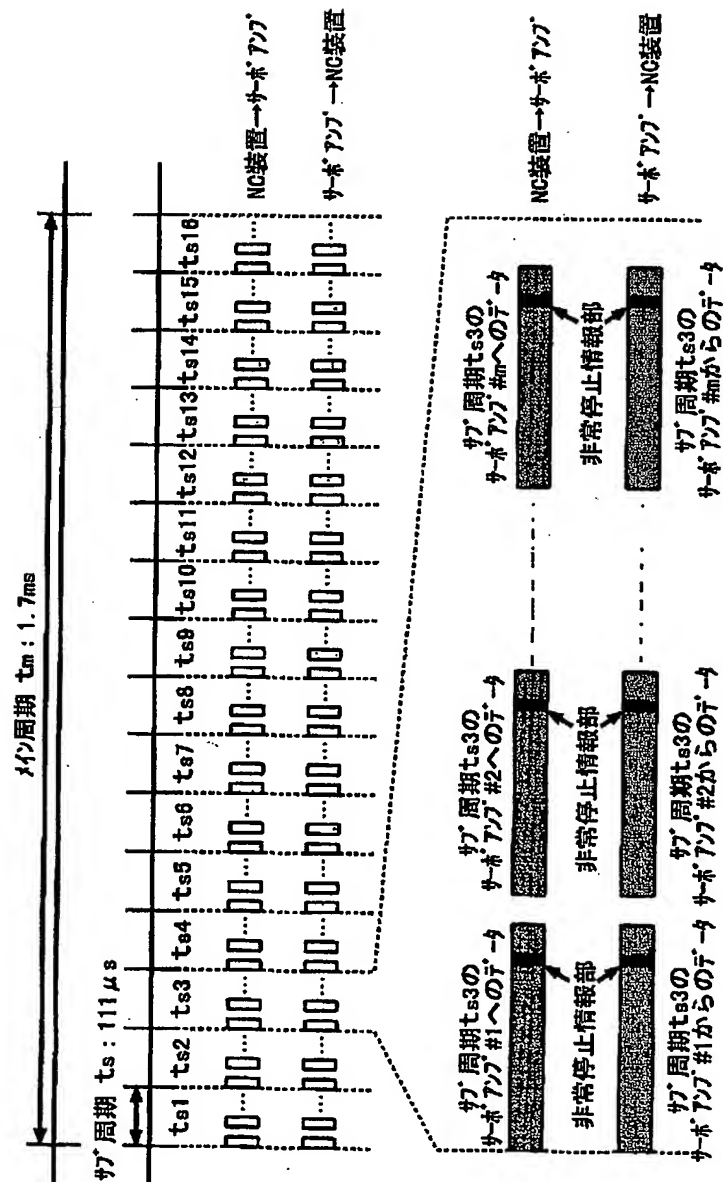 メイン周期 tm : 1.7ms
サブ周期 ts : 111μs
ts1 ts2 ts3 ts4 ts5 ts6 ts7 ts8 ts9 ts10 ts11 ts12 ts13 ts14 ts15 ts16
NC装置→サーボアンプ
サーボアンプ→NC装置
サブ周期ts3の
サーボアンプ#1へのデータ
サブ周期ts3の
サーボアンプ#2へのデータ
サブ周期ts3の
サーボアンプ#mへのデータ
NC装置→サーボアンプ
非常停止情報部
非常停止情報部
非常停止情報部
サーボアンプ→NC装置
サブ周期ts3の
サーボアンプ#1からのデータ
サブ周期ts3の
サーボアンプ#2からのデータ
サブ周期ts3の
サーボアンプ#mからのデータ